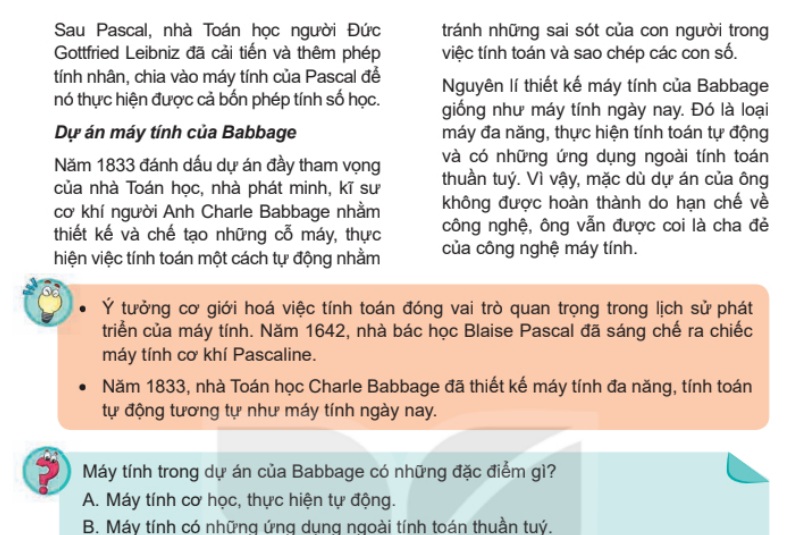 Sau Pascal, nhà Toán học người Đức
Gottfried Leibniz đã cải tiến và thêm phép
tính nhân, chia vào máy tính của Pascal để
nó thực hiện được cả bốn phép tính số học.
Dự án máy tính của Babbage
Năm 1833 đánh dấu dự án đầy tham vọng
của nhà Toán học, nhà phát minh, kĩ sư
cơ khí người Anh Charle Babbage nhằm
thiết kế và chế tạo những cỗ máy, thực
hiện việc tính toán một cách tự động nhằm
tránh những sai sót của con người trong
việc tính toán và sao chép các con số.
Nguyên lí thiết kế máy tính của Babbage
giống như máy tính ngày nay. Đó là loại
máy đa năng, thực hiện tính toán tự động
và có những ứng dụng ngoài tính toán
thuần tuý. Vì vậy, mặc dù dự án của ông
không được hoàn thành do hạn chế về
công nghệ, ông vẫn được coi là cha đẻ
của công nghệ máy tính.
• Ý tưởng cơ giới hoá việc tính toán đóng vai trò quan trọng trong lịch sử phát
triển của máy tính. Năm 1642, nhà bác học Blaise Pascal đã sáng chế ra chiếc
máy tính cơ khí Pascaline.
• Năm 1833, nhà Toán học Charle Babbage đã thiết kế máy tính đa năng, tính toán
tự động tương tự như máy tính ngày nay.
Máy tính trong dự án của Babbage có những đặc điểm gì?
A. Máy tính cơ học, thực hiện tự động.
B. Máy tính có những ứng dụng ngoài tính toán thuần tuý.